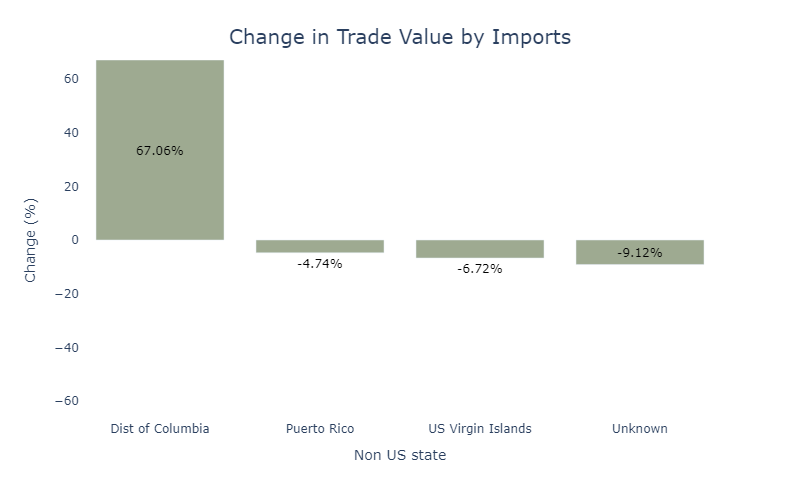 Change in Trade Value by Imports
60
40
20
0
−20
−40
−60
Change (%)
67.06%
-4.74%
-6.72%
-9.12%
Dist of Columbia
Puerto Rico
US Virgin Islands
Unknown
Non US state